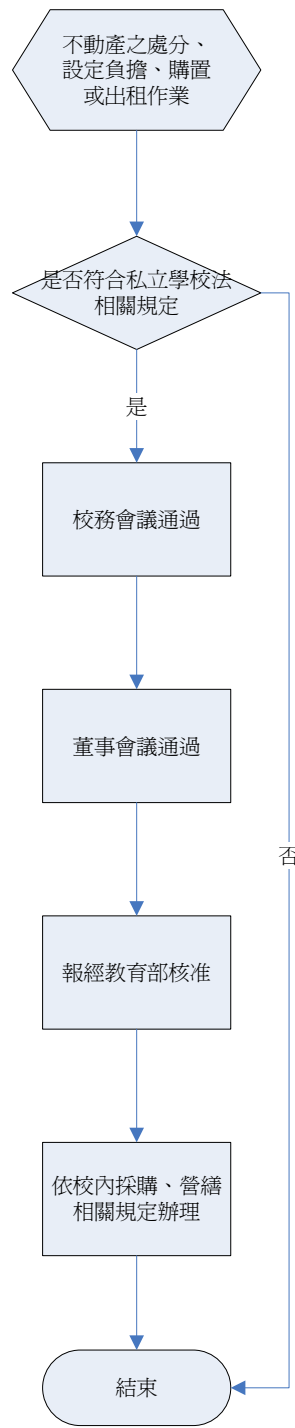 不動產之處分、
設定負擔、購置
或出租作業
是否符合私立學校法
相關規定
是
校務會議通過
董事會議通過
否
報經教育部核准
依校內採購、營繕
相關規定辦理
結束